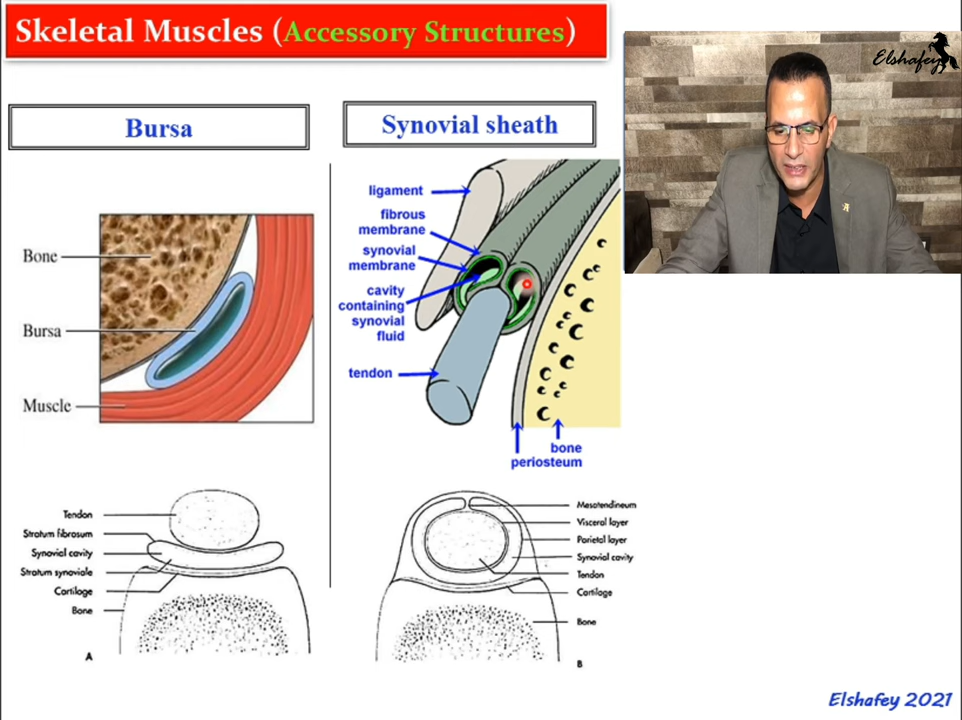 Skeletal Muscles (Accessory Structures)
Elshafey
Bursa
Synovial sheath
Bone
Bursa
Muscle
ligament
fibrous
membrane
synovial
membrane
cavity
containing
synovial
fluid
tendon
bone
periosteum
Tendon
Stratum fibrosum
Synovial cavity
Stratum synoviale
Cartilage
Bone
A
Mesotendineum
Visceral layer
Parietal layer
Synovial cavity
Tendon
Cartilage
Bone
B
Elshafey 2021